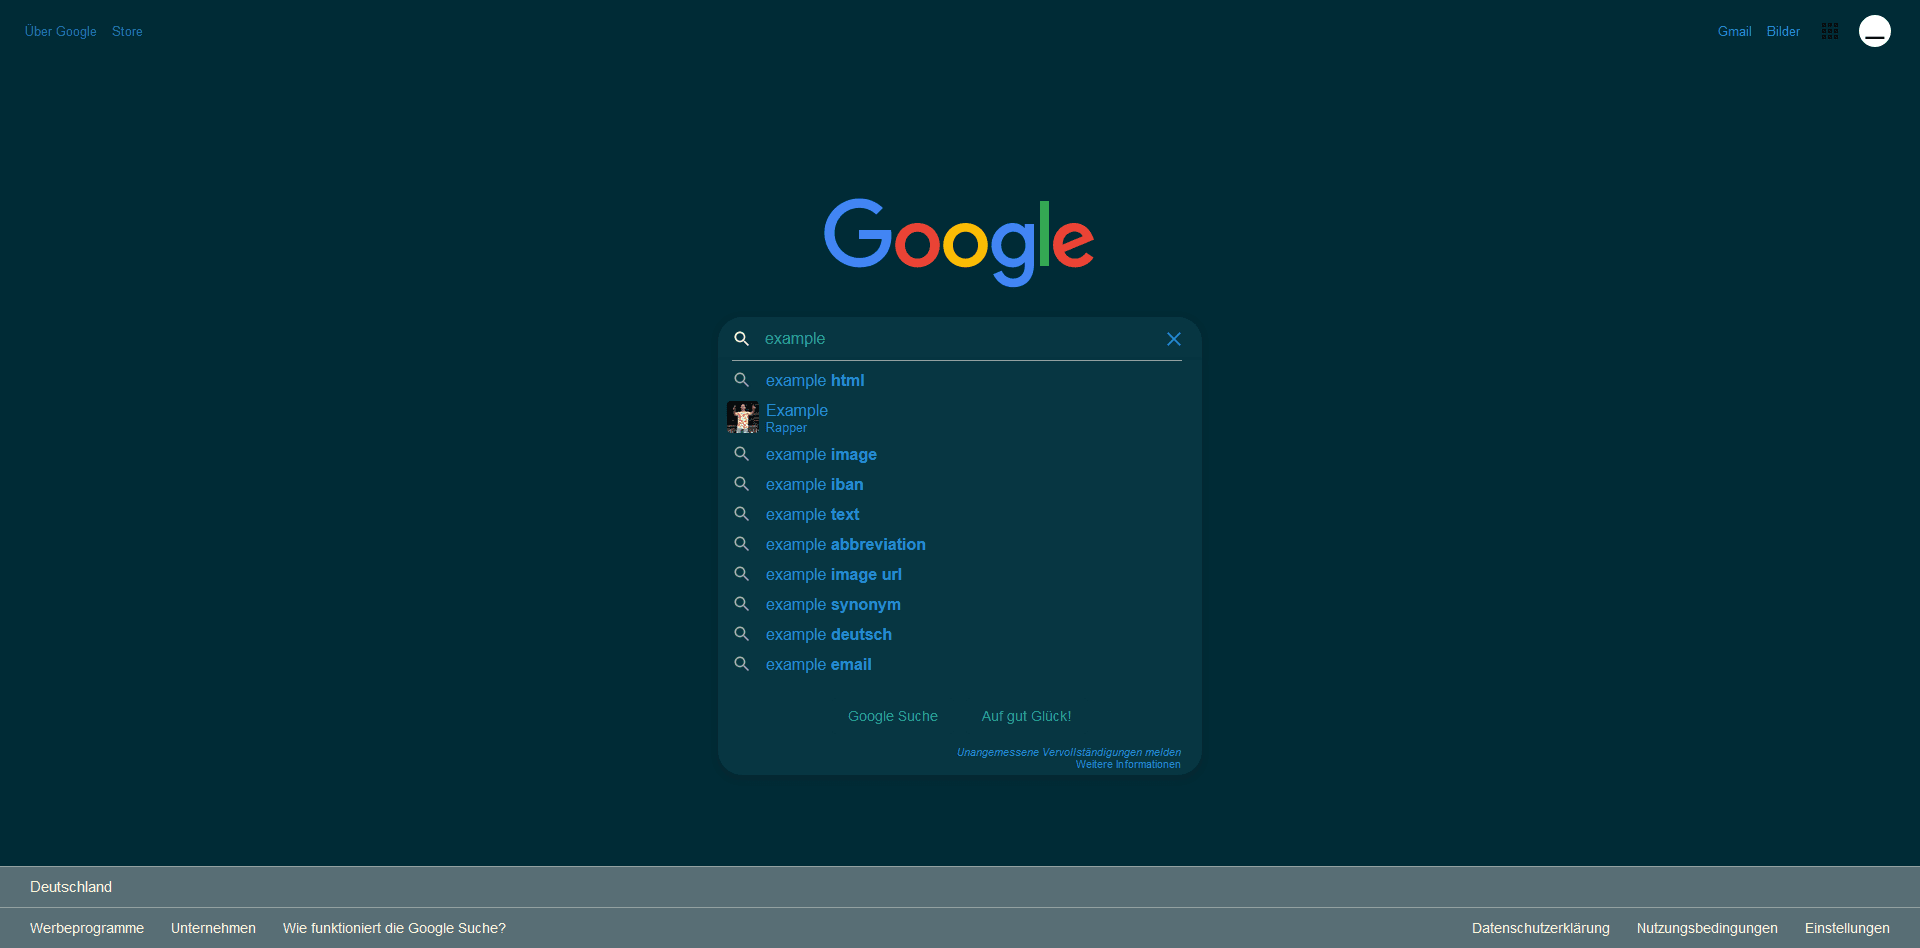 Über Google Store Gmail Bilder
Google
example
example html
Example
Rapper
example image
example iban
example text
example abbreviation
example image url
example synonym
example deutsch
example email
Google Suche Auf gut Glück!
Unangemessene Vervollständigungen melden
Weitere Informationen
Deutschland
Werbeprogramme Unternehmen Wie funktioniert die Google Suche? Datenschutzerklärung Nutzungsbedingungen Einstellungen